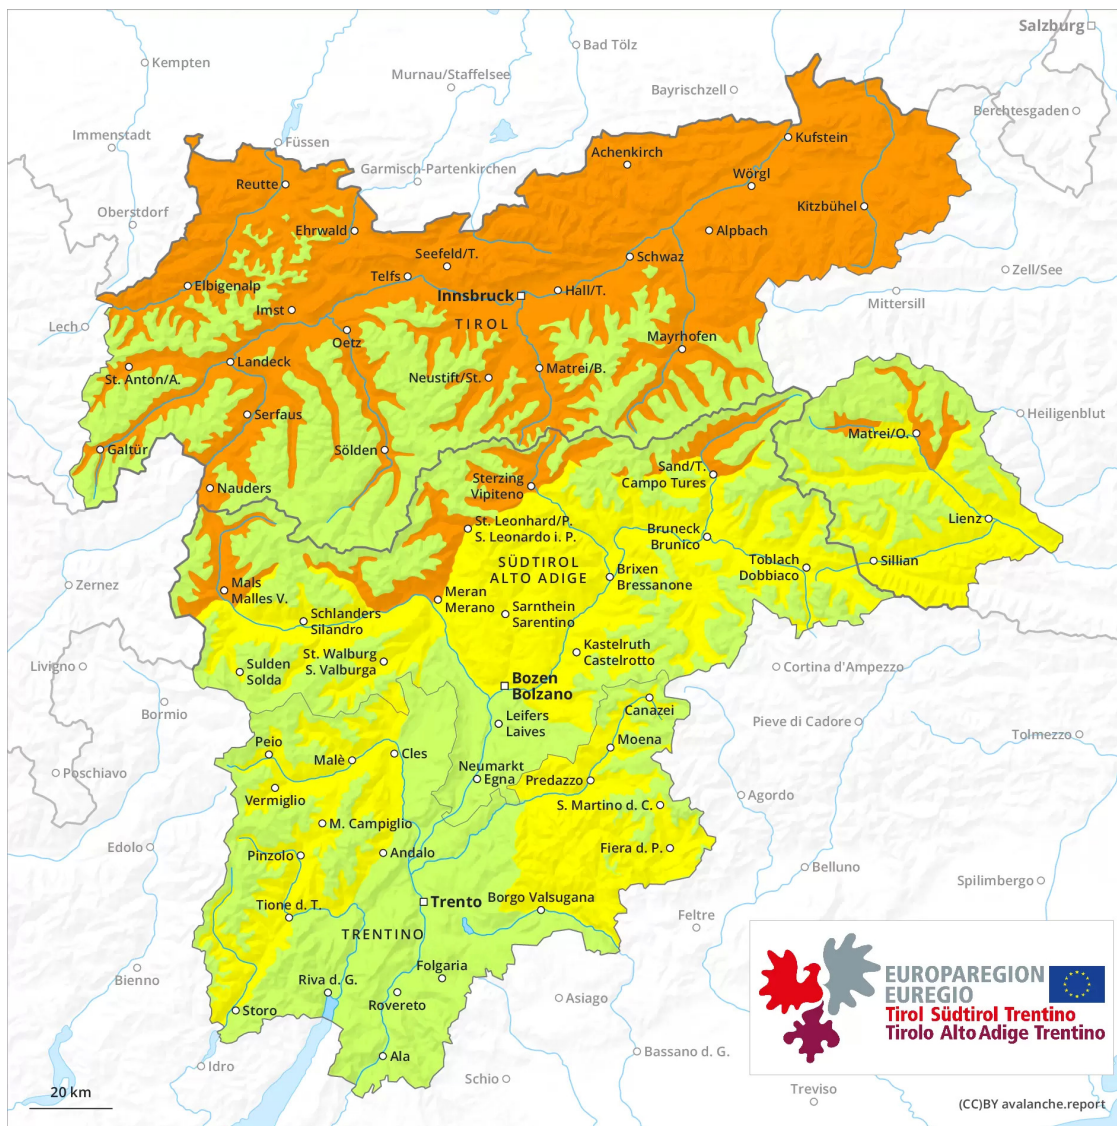 Salzburg
Bad Tölz
Kempten
Murnau/Staffelsee
Bayrischzell
Berchtesgaden
Immenstadt
Füssen
Kufstein
Achenkirch
Garmisch-Partenkirchen
Wörgl
Reutte
Kitzbühel
Oberstdorf
Ehrwald
Alpbach
Seefeld/T.
Schwaz
Zell/See
Telfs
Elbigenalp
Innsbruck
Hall/T.
Mittersill
Imst
TIROL
Lech
Oetz
Mayrhofen
Landeck
St. Anton/A.
Neustift/St.
Matrei/B.
Serfaus
Heiligenblut
Matrei/O.
Galtür
Sölden
Sand/T.
Campo Tures
Sterzing
Vipiteno
Nauders
Lienz
St. Leonhard/P.
S. Leonardo i. P.
Bruneck
Brunico
SÜDTIROL
ALTO ADIGE
Toblach
Dobbiaco
Sillian
Zernez
Mals
Malles V.
Brixen
Bressanone
Meran
Merano
Schlanders
Silandro
Sarnthein
Sarentino
St. Walburg
S. Valburga
Kastelruth
Castelrotto
Livigno
Sulden
Solda
Cortina d'Ampezzo
Bozen
Bolzano
Bormio
Canazei
Leifers
Laives
Pieve di Cadore
Tolmezzo
Peio
Moena
Malè
Cles
Poschiavo
Neumarkt
Egna
Predazzo
Vermiglio
Agordo
S. Martino d. C.
M. Campiglio
Edolo
Pinzolo
Andalo
Fiera d. P.
Belluno
Spilimbergo
Trento
Borgo Valsugana
Tione d. T.
Feltre
TRENTINO
Bienno
Folgaria
Riva d. G.
Rovereto
Asiago
Storo
Ala
Bassano d. G.
Idro
Schio
Treviso
EUROPAREGION
EUREGIO
Tirol Südtirol Trentino
Tirolo Alto Adige Trentino
20 km
(CC)BY avalanche.report